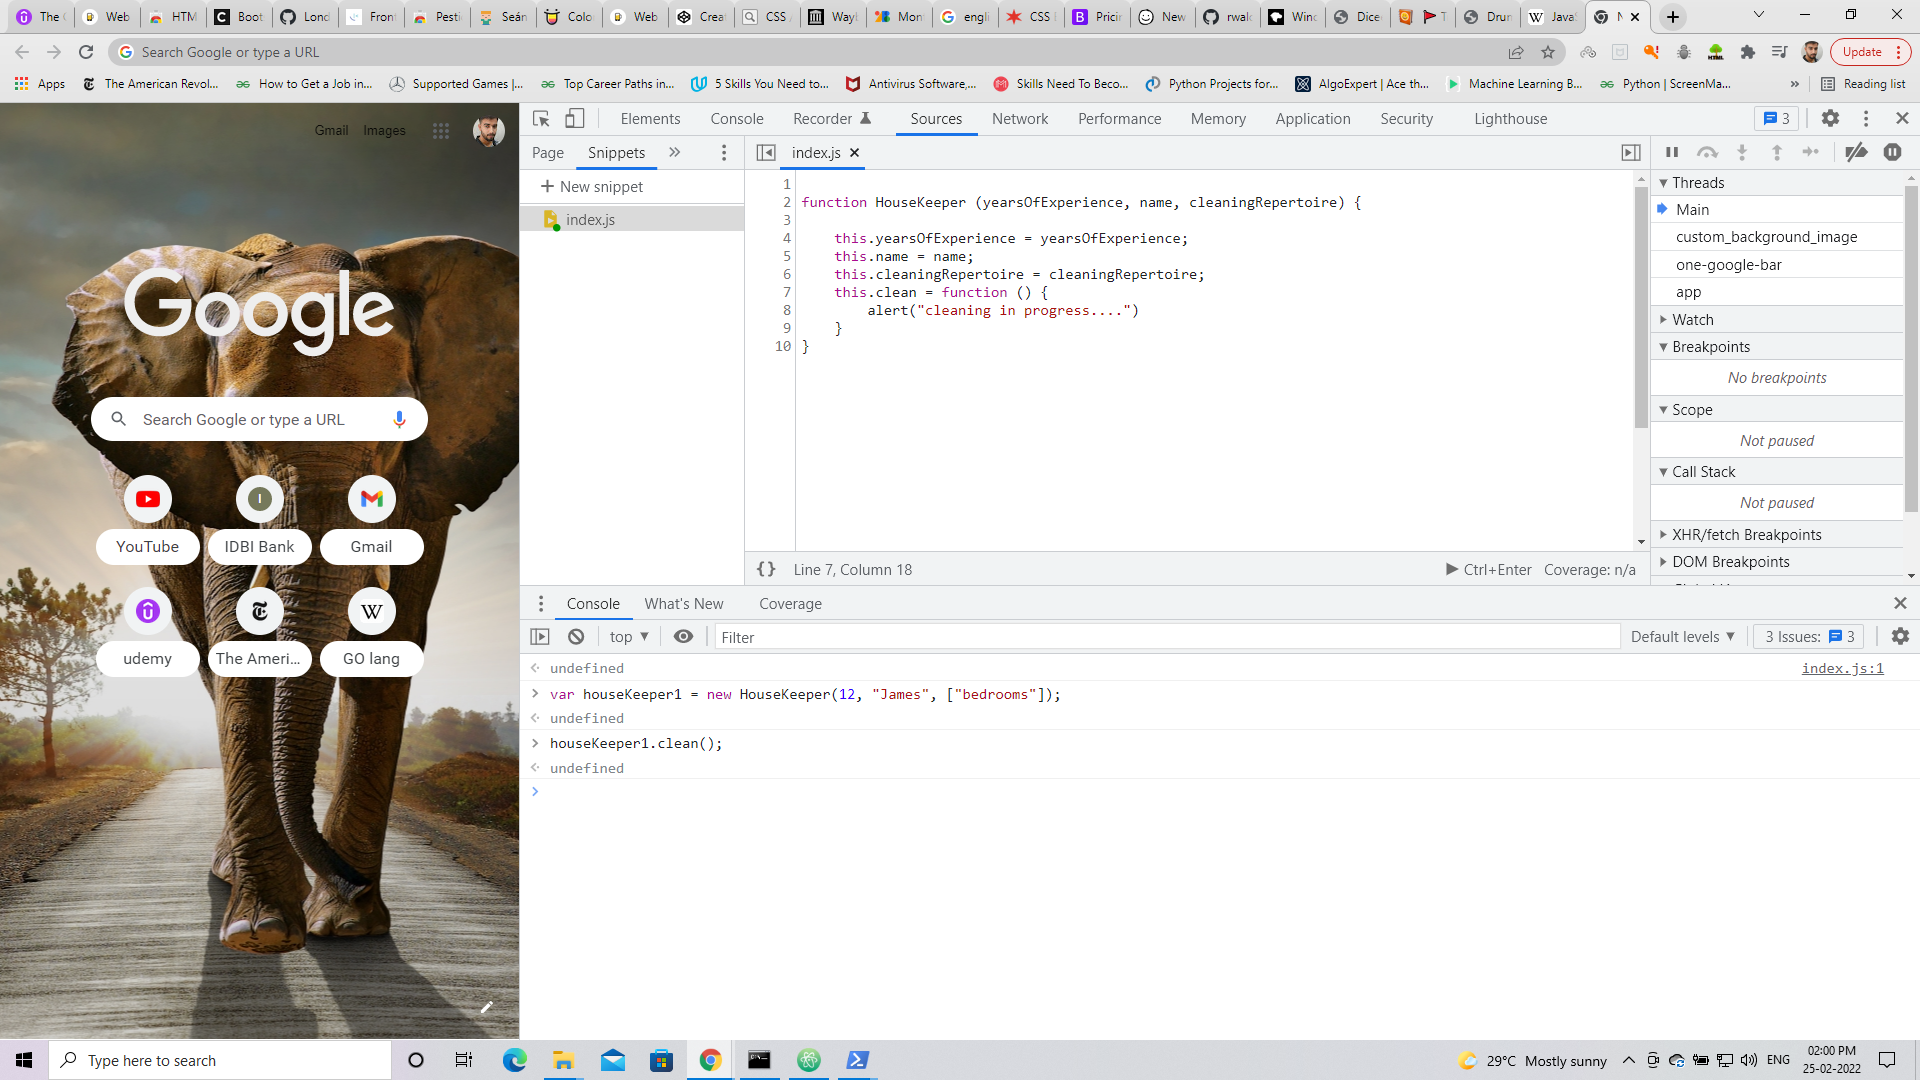 The
Web
HTM
Boot
Lond
Front
Pesti
Seán
Colo
Web
Creat
CSS
Wayb
Mon
engli
CSS
Pricin
New
rwal
Winc
Dice
T
Drun
Java
Search Google or type a URL
Update
Apps
The American Revol...
How to Get a Job in...
Supported Games |...
Top Career Paths in...
5 Skills You Need to...
Antivirus Software,...
Skills Need To Beco...
Python Projects for...
AlgoExpert | Ace th...
Machine Learning B...
Python | ScreenMa...
»
Reading list
Gmail Images
Google
Search Google or type a URL
YouTube
IDBI Bank
Gmail
udemy
The Ameri...
GO lang
Elements Console Recorder Sources Network Performance Memory Application Security Lighthouse
3
Page Snippets »
+ New snippet
index.js
index.js ×
1
2 function HouseKeeper (yearsOfExperience, name, cleaningRepertoire) {
3
4 this.yearsOfExperience = yearsOfExperience;
5 this.name = name;
6 this.cleaningRepertoire = cleaningRepertoire;
7 this.clean = function () {
8 alert("cleaning in progress....")
9 }
10 }
{} Line 7, Column 18
Ctrl+Enter Coverage: n/a
Threads
Main
custom_background_image
one-google-bar
app
Watch
Breakpoints
No breakpoints
Scope
Not paused
Call Stack
Not paused
XHR/fetch Breakpoints
DOM Breakpoints
Console What's New Coverage
top Filter Default levels 3 Issues: 3
undefined index.js:1
var houseKeeper1 = new HouseKeeper(12, "James", ["bedrooms"]);
undefined
houseKeeper1.clean();
undefined
Type here to search
29°C Mostly sunny
ENG
02:00 PM
25-02-2022